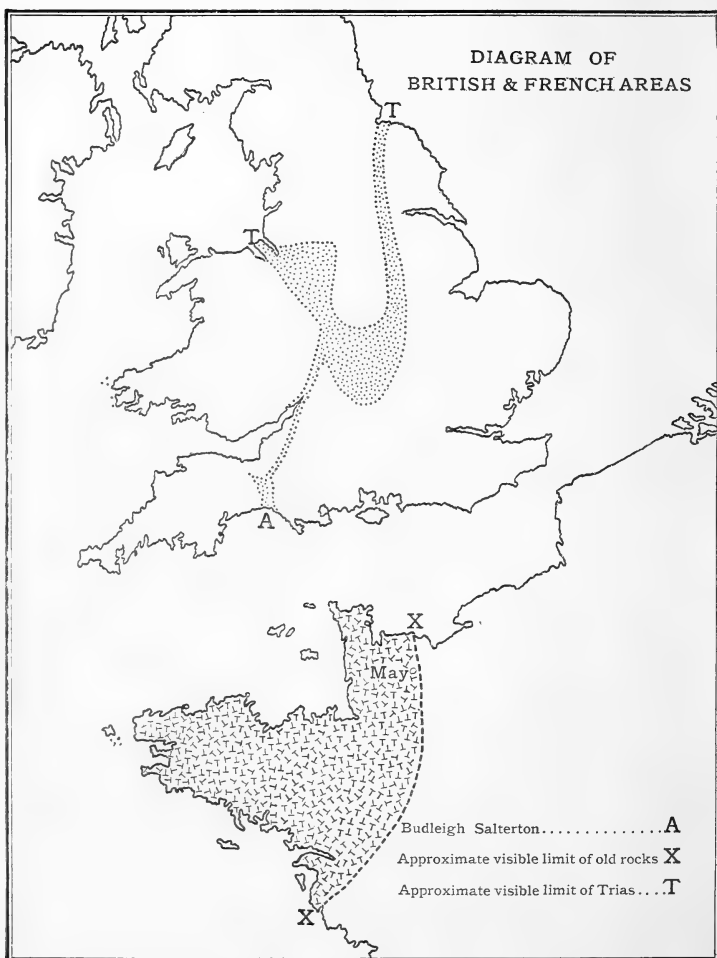 DIAGRAM OF
BRITISH & FRENCH AREAS
T
T
A
X
May
Budleigh Salterton..............A
Approximate visible limit of old rocks X
Approximate visible limit of Trias....T
X